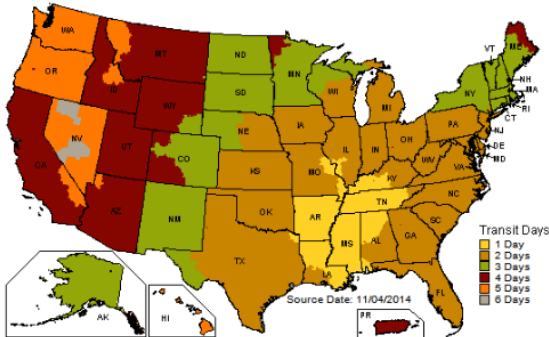 WA
MT
ND
MN
VT
ME
OR
ID
SD
WI
MI
NY
NH
MA
RI
CT
WY
NE
IA
PA
NJ
NV
UT
CO
IL
IN
OH
DE
MD
WV
VA
CA
KS
MO
KY
NC
TN
AZ
NM
OK
AR
SC
MS
AL
GA
TX
LA
FL
AK
HI
PR
Source Date: 11/04/2014
Transit Days
1 Day
2 Days
3 Days
4 Days
5 Days
6 Days